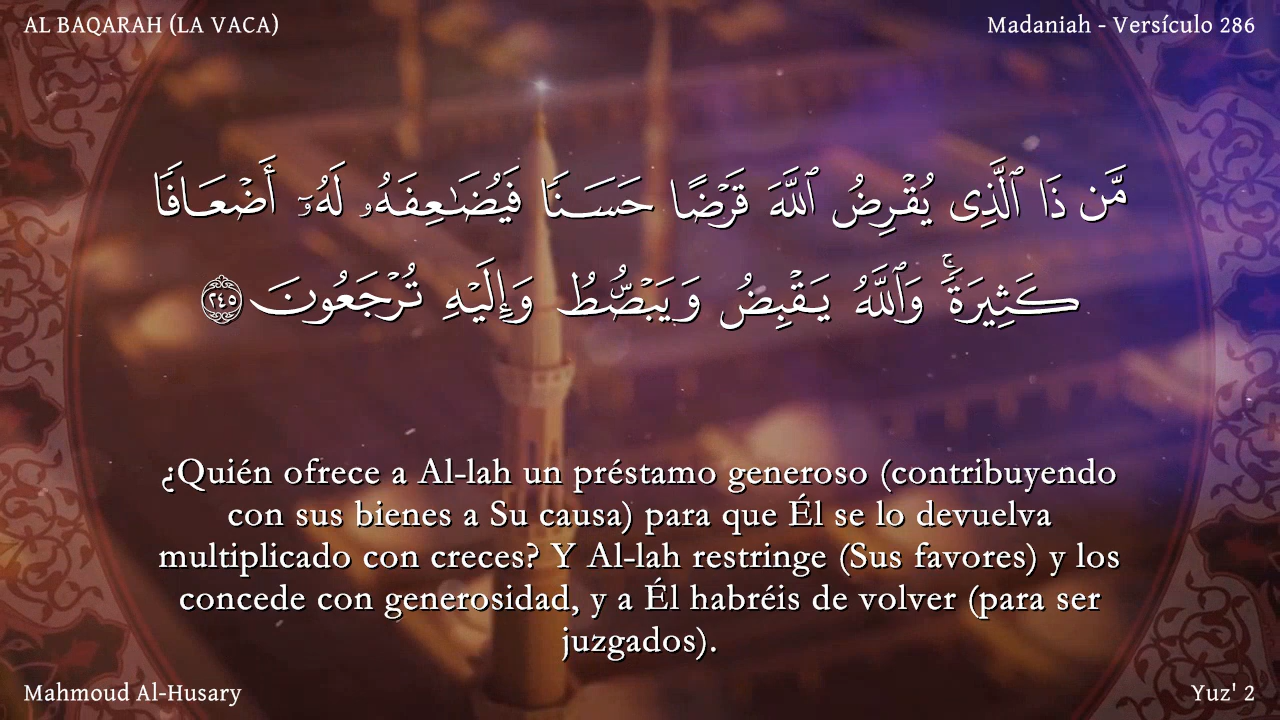 AL BAQARAH (LA VACA)
Madaniah - Versículo 286
مَّن ذَا ٱلَّذِى يُقْرِضُ ٱللَّهَ قَرْضًا حَسَنًا فَيُضَـٰعِفَهُۥ لَهُۥٓ أَضْعَافًا
كَثِيرَةً ۚ وَٱللَّهُ يَقْبِضُ وَيَبْصُۜطُ وَإِلَيْهِ تُرْجَعُونَ ٢٤٥
¿Quién ofrece a Al-lah un préstamo generoso (contribuyendo
con sus bienes a Su causa) para que Él se lo devuelva
multiplicado con creces? Y Al-lah restringe (Sus favores) y los
concede con generosidad, y a Él habréis de volver (para ser
juzgados).
Mahmoud Al-Husary
Yuz' 2